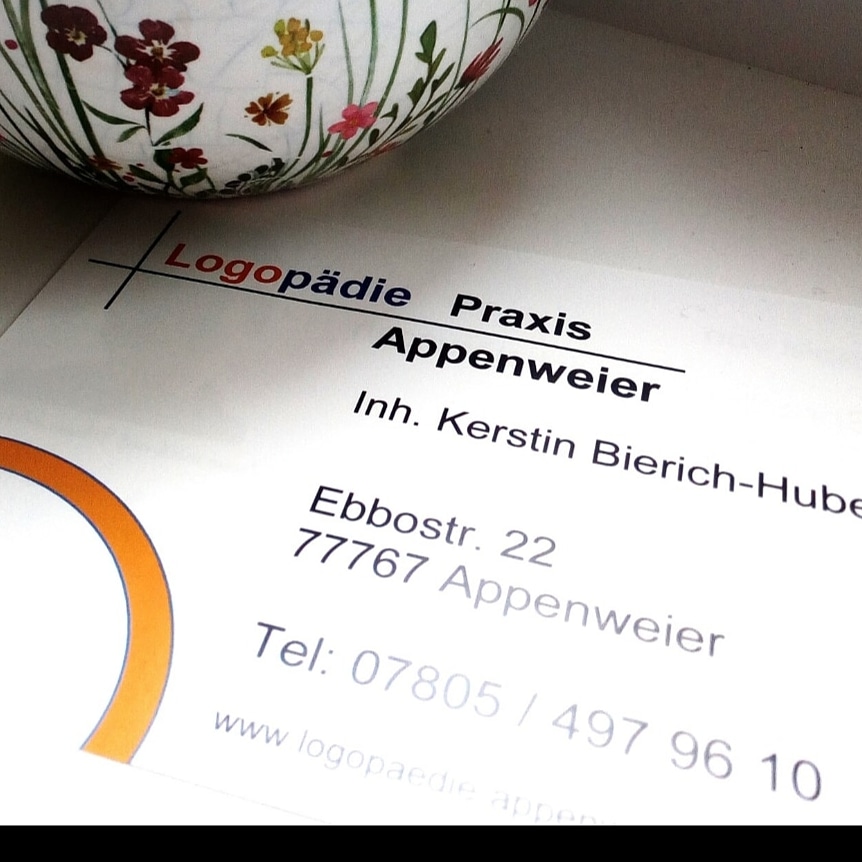 Logopädie Praxis
Appenweier
Inh. Kerstin Bierich-Hube
Ebbostr. 22
77767 Appenweier
Tel: 07805 / 497 96 10
www logopaedie